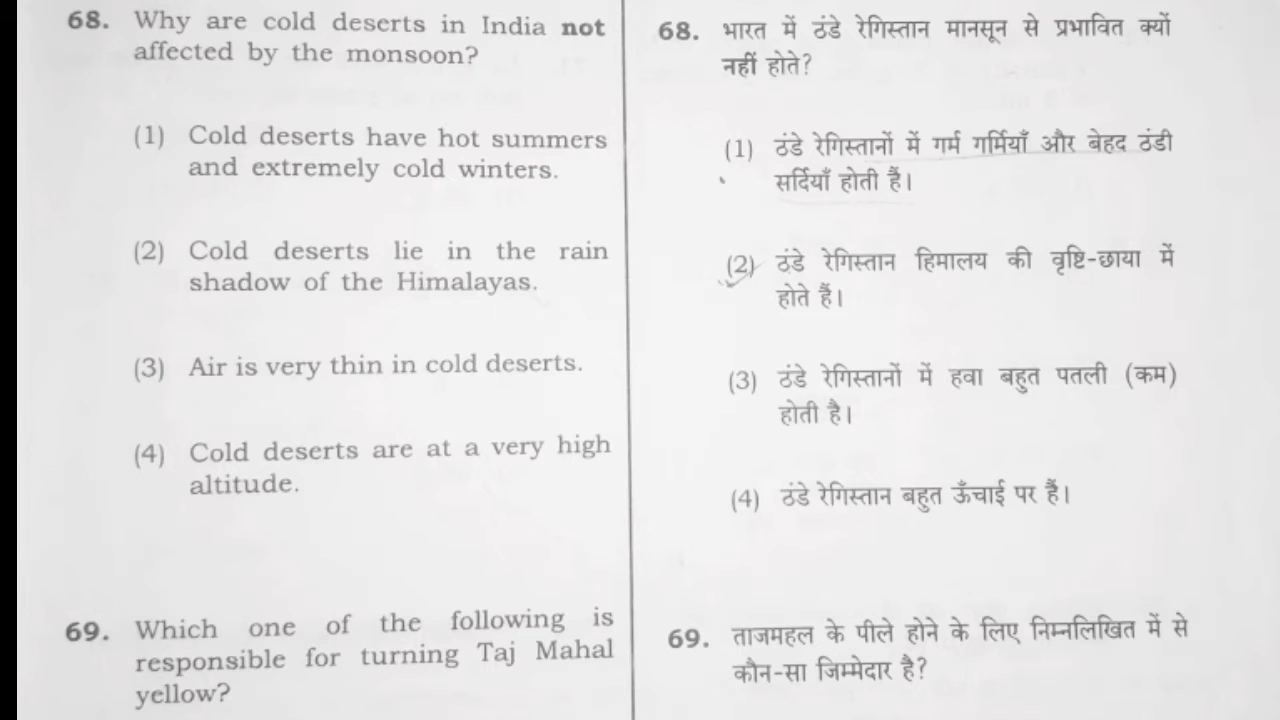 68. Why are cold deserts in India not
affected by the monsoon?
(1) Cold deserts have hot summers
and extremely cold winters.
(2) Cold deserts lie in the rain
shadow of the Himalayas.
(3) Air is very thin in cold deserts.
(4) Cold deserts are at a very high
altitude.
69. Which one of the following is
responsible for turning Taj Mahal
yellow?
68. भारत में ठंडे रेगिस्तान मानसून से प्रभावित क्यों
नहीं होते?
(1) ठंडे रेगिस्तानों में गर्म गर्मियाँ और बेहद ठंडी
सर्दियाँ होती हैं।
(2) ठंडे रेगिस्तान हिमालय की वृष्टि-छाया में
होते हैं।
(3) ठंडे रेगिस्तानों में हवा बहुत पतली (कम)
होती है।
(4) ठंडे रेगिस्तान बहुत ऊँचाई पर हैं।
69. ताजमहल के पीले होने के लिए निम्नलिखित में से
कौन-सा जिम्मेदार है?